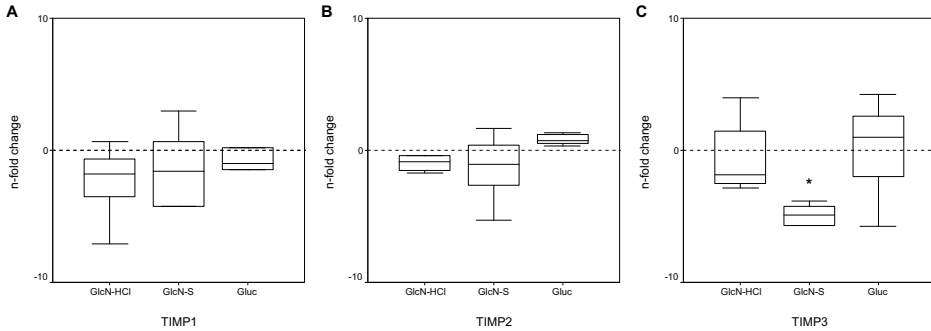 A
10
n-fold change
0
-10
GlcN-HCl GlcN-S Gluc
TIMP1
B
10
n-fold change
0
-10
GlcN-HCl GlcN-S Gluc
TIMP2
C
10
n-fold change
0
*
-10
GlcN-HCl GlcN-S Gluc
TIMP3